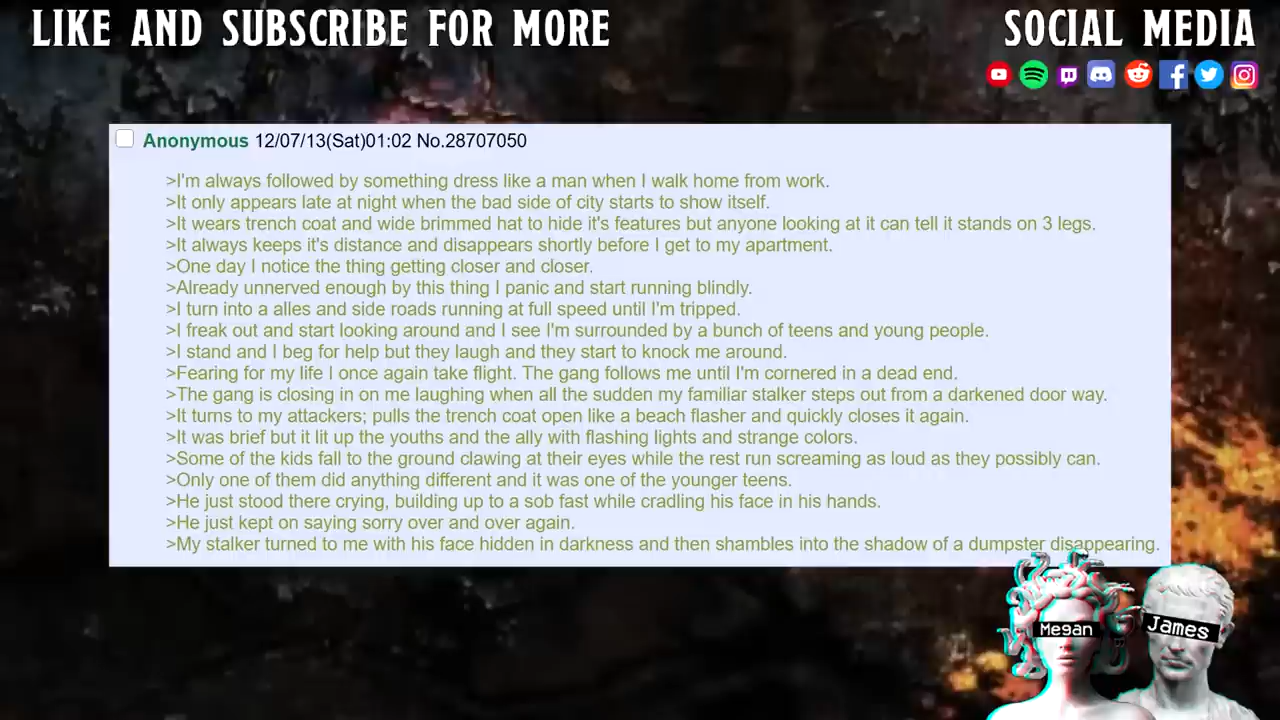 LIKE AND SUBSCRIBE FOR MORE
SOCIAL MEDIA
Anonymous 12/07/13(Sat)01:02 No.28707050
>I'm always followed by something dress like a man when I walk home from work.
>It only appears late at night when the bad side of city starts to show itself.
>It wears trench coat and wide brimmed hat to hide it's features but anyone looking at it can tell it stands on 3 legs.
>It always keeps it's distance and disappears shortly before I get to my apartment.
>One day I notice the thing getting closer and closer.
>Already unnerved enough by this thing I panic and start running blindly.
>I turn into a alles and side roads running at full speed until I'm tripped.
>I freak out and start looking around and I see I'm surrounded by a bunch of teens and young people.
>I stand and I beg for help but they laugh and they start to knock me around.
>Fearing for my life I once again take flight. The gang follows me until I'm cornered in a dead end.
>The gang is closing in on me laughing when all the sudden my familiar stalker steps out from a darkened door way.
>It turns to my attackers; pulls the trench coat open like a beach flasher and quickly closes it again.
>It was brief but it lit up the youths and the ally with flashing lights and strange colors.
>Some of the kids fall to the ground clawing at their eyes while the rest run screaming as loud as they possibly can.
>Only one of them did anything different and it was one of the younger teens.
>He just stood there crying, building up to a sob fast while cradling his face in his hands.
>He just kept on saying sorry over and over again.
>My stalker turned to me with his face hidden in darkness and then shambles into the shadow of a dumpster disappearing.
Megan
James